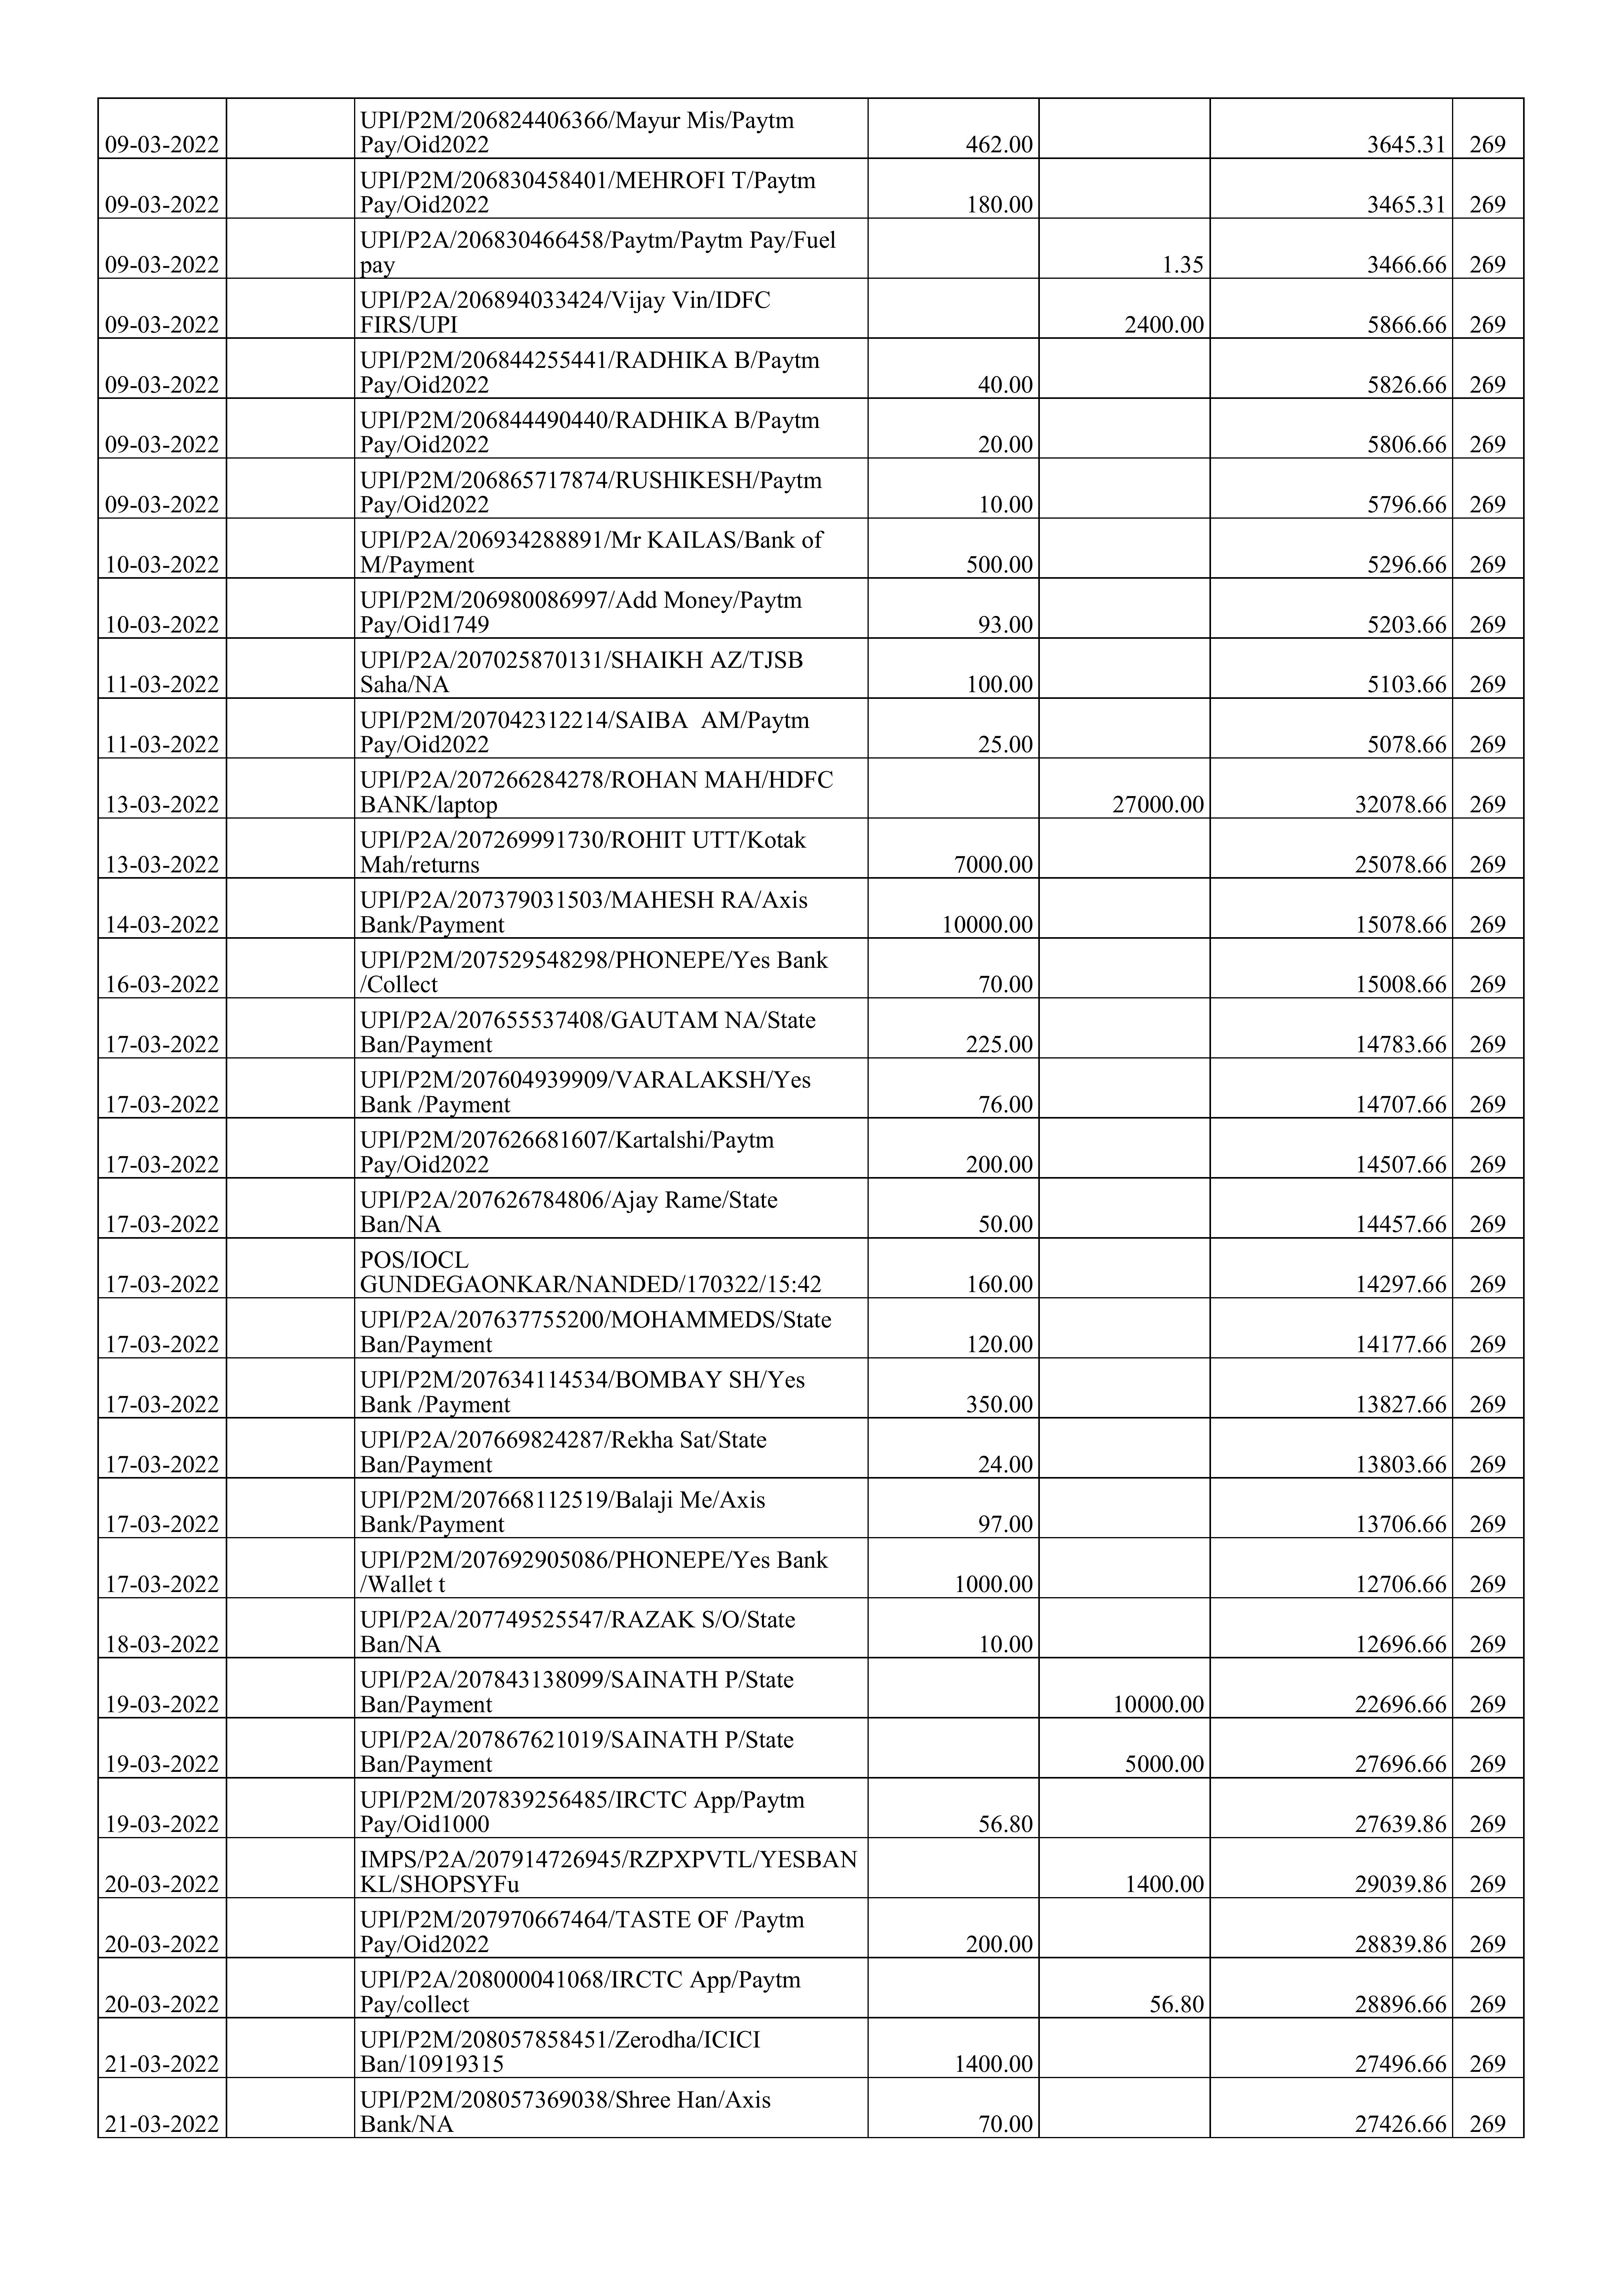 UPI/P2M/206824406366/Mayur Mis/Paytm
09-03-2022 Pay/Oid2022 462.00 3645.31 269
UPI/P2M/206830458401/MEHROFI T/Paytm
09-03-2022 Pay/Oid2022 180.00 3465.31 269
UPI/P2A/206830466458/Paytm/Paytm Pay/Fuel
09-03-2022 pay 1.35 3466.66 269
UPI/P2A/206894033424/Vijay Vin/IDFC
09-03-2022 FIRS/UPI 2400.00 5866.66 269
UPI/P2M/206844255441/RADHIKA B/Paytm
09-03-2022 Pay/Oid2022 40.00 5826.66 269
UPI/P2M/206844490440/RADHIKA B/Paytm
09-03-2022 Pay/Oid2022 20.00 5806.66 269
UPI/P2M/206865717874/RUSHIKESH/Paytm
09-03-2022 Pay/Oid2022 10.00 5796.66 269
UPI/P2A/206934288891/Mr KAILAS/Bank of
10-03-2022 M/Payment 500.00 5296.66 269
UPI/P2M/206980086997/Add Money/Paytm
10-03-2022 Pay/Oid1749 93.00 5203.66 269
UPI/P2A/207025870131/SHAIKH AZ/TJSB
11-03-2022 Saha/NA 100.00 5103.66 269
UPI/P2M/207042312214/SAIBA  AM/Paytm
11-03-2022 Pay/Oid2022 25.00 5078.66 269
UPI/P2A/207266284278/ROHAN MAH/HDFC
13-03-2022 BANK/laptop 27000.00 32078.66 269
UPI/P2A/207269991730/ROHIT UTT/Kotak
13-03-2022 Mah/returns 7000.00 25078.66 269
UPI/P2A/207379031503/MAHESH RA/Axis
14-03-2022 Bank/Payment 10000.00 15078.66 269
UPI/P2M/207529548298/PHONEPE/Yes Bank
16-03-2022 /Collect 70.00 15008.66 269
UPI/P2A/207655537408/GAUTAM NA/State
17-03-2022 Ban/Payment 225.00 14783.66 269
UPI/P2M/207604939909/VARALAKSH/Yes
17-03-2022 Bank /Payment 76.00 14707.66 269
UPI/P2M/207626681607/Kartalshi/Paytm
17-03-2022 Pay/Oid2022 200.00 14507.66 269
UPI/P2A/207626784806/Ajay Rame/State
17-03-2022 Ban/NA 50.00 14457.66 269
POS/IOCL
17-03-2022 GUNDEGAONKAR/NANDED/170322/15:42 160.00 14297.66 269
UPI/P2A/207637755200/MOHAMMEDS/State
17-03-2022 Ban/Payment 120.00 14177.66 269
UPI/P2M/207634114534/BOMBAY SH/Yes
17-03-2022 Bank /Payment 350.00 13827.66 269
UPI/P2A/207669824287/Rekha Sat/State
17-03-2022 Ban/Payment 24.00 13803.66 269
UPI/P2M/207668112519/Balaji Me/Axis
17-03-2022 Bank/Payment 97.00 13706.66 269
UPI/P2M/207692905086/PHONEPE/Yes Bank
17-03-2022 /Wallet t 1000.00 12706.66 269
UPI/P2A/207749525547/RAZAK S/O/State
18-03-2022 Ban/NA 10.00 12696.66 269
UPI/P2A/207843138099/SAINATH P/State
19-03-2022 Ban/Payment 10000.00 22696.66 269
UPI/P2A/207867621019/SAINATH P/State
19-03-2022 Ban/Payment 5000.00 27696.66 269
UPI/P2M/207839256485/IRCTC App/Paytm
19-03-2022 Pay/Oid1000 56.80 27639.86 269
IMPS/P2A/207914726945/RZPXPVTL/YESBAN
20-03-2022 KL/SHOPSYFu 1400.00 29039.86 269
UPI/P2M/207970667464/TASTE OF /Paytm
20-03-2022 Pay/Oid2022 200.00 28839.86 269
UPI/P2A/208000041068/IRCTC App/Paytm
20-03-2022 Pay/collect 56.80 28896.66 269
UPI/P2M/208057858451/Zerodha/ICICI
21-03-2022 Ban/10919315 1400.00 27496.66 269
UPI/P2M/208057369038/Shree Han/Axis
21-03-2022 Bank/NA 70.00 27426.66 269